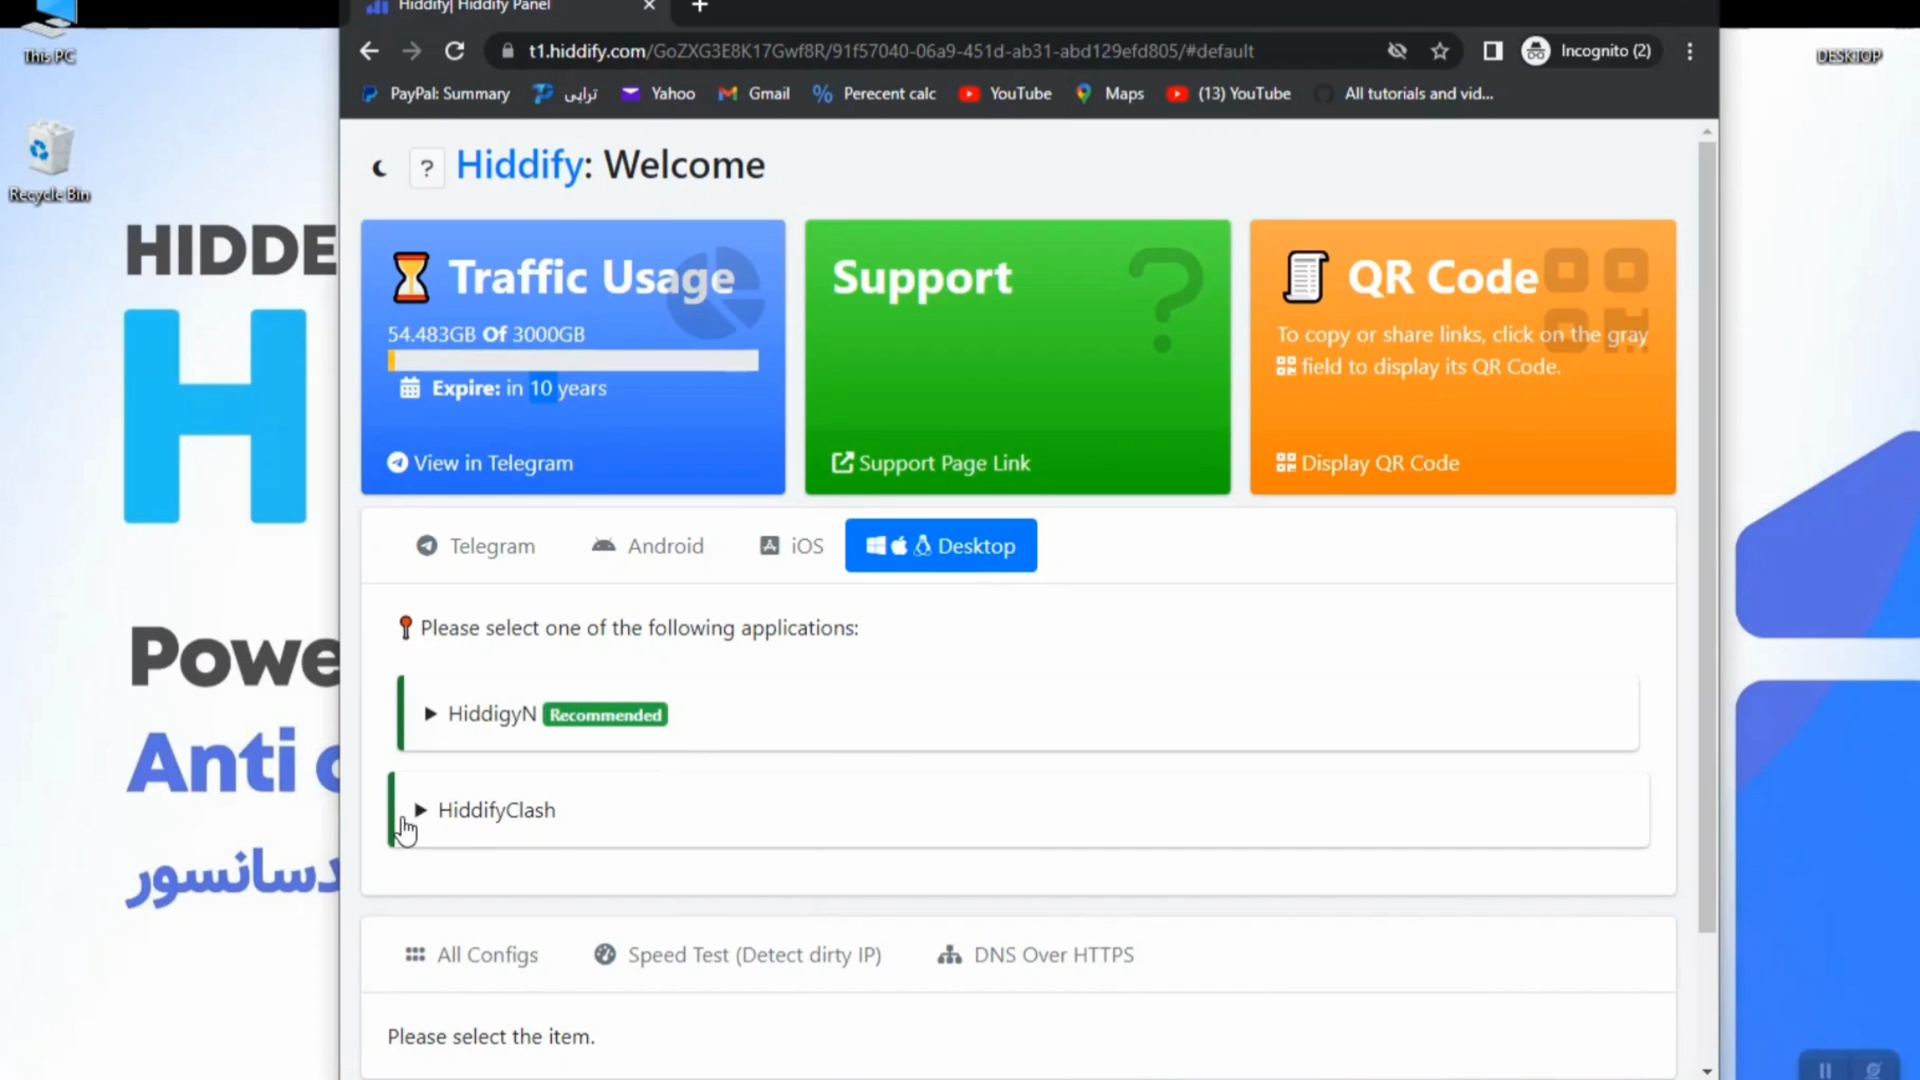 Hiddify| Hiddify Panel
This PC
DESKTOP
t1.hiddify.com/GoZXG3E8K17Gwf8R/91f57040-06a9-451d-ab31-abd129efd805/#default
Incognito (2)
PayPal: Summary
تراپی
Yahoo
Gmail
Perecent calc
YouTube
Maps
(13) YouTube
All tutorials and vid...
Recycle Bin
Hiddify: Welcome
HIDDE
H
Powe
Anti c
دسانسور
Traffic Usage
54.483GB Of 3000GB
Expire: in 10 years
View in Telegram
Support
Support Page Link
QR Code
To copy or share links, click on the gray
field to display its QR Code.
Display QR Code
Telegram
Android
iOS
Desktop
Please select one of the following applications:
HiddigyN Recommended
HiddifyClash
All Configs
Speed Test (Detect dirty IP)
DNS Over HTTPS
Please select the item.